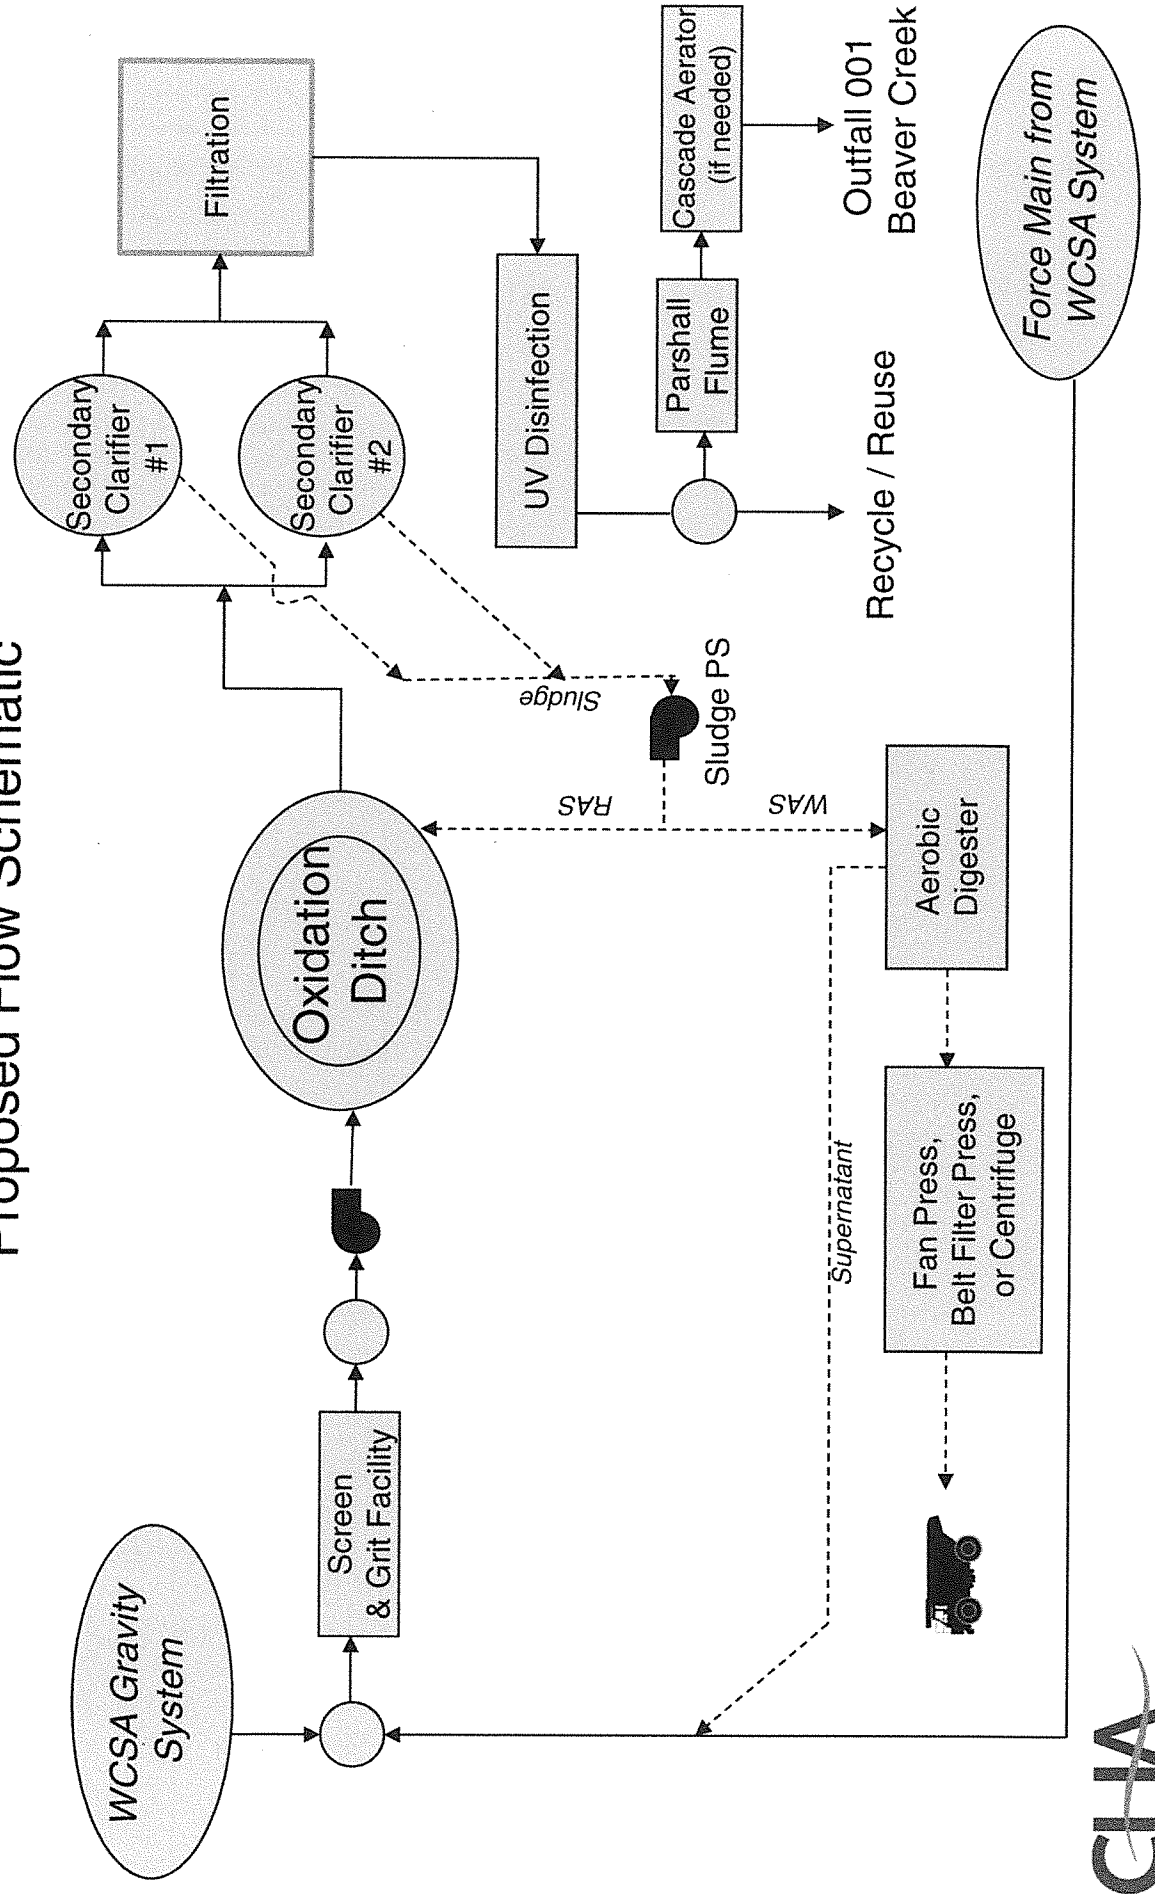 Proposed Flow Schematic
WCSA Gravity
System
Screen
& Grit Facility
Oxidation
Ditch
Secondary
Clarifier
#1
Secondary
Clarifier
#2
Filtration
UV Disinfection
Parshall
Flume
Cascade Aerator
(if needed)
Outfall 001
Beaver Creek
Recycle / Reuse
Sludge
Sludge PS
RAS
WAS
Aerobic
Digester
Supernatant
Fan Press,
Belt Filter Press,
or Centrifuge
Force Main from
WCSA System
CHA